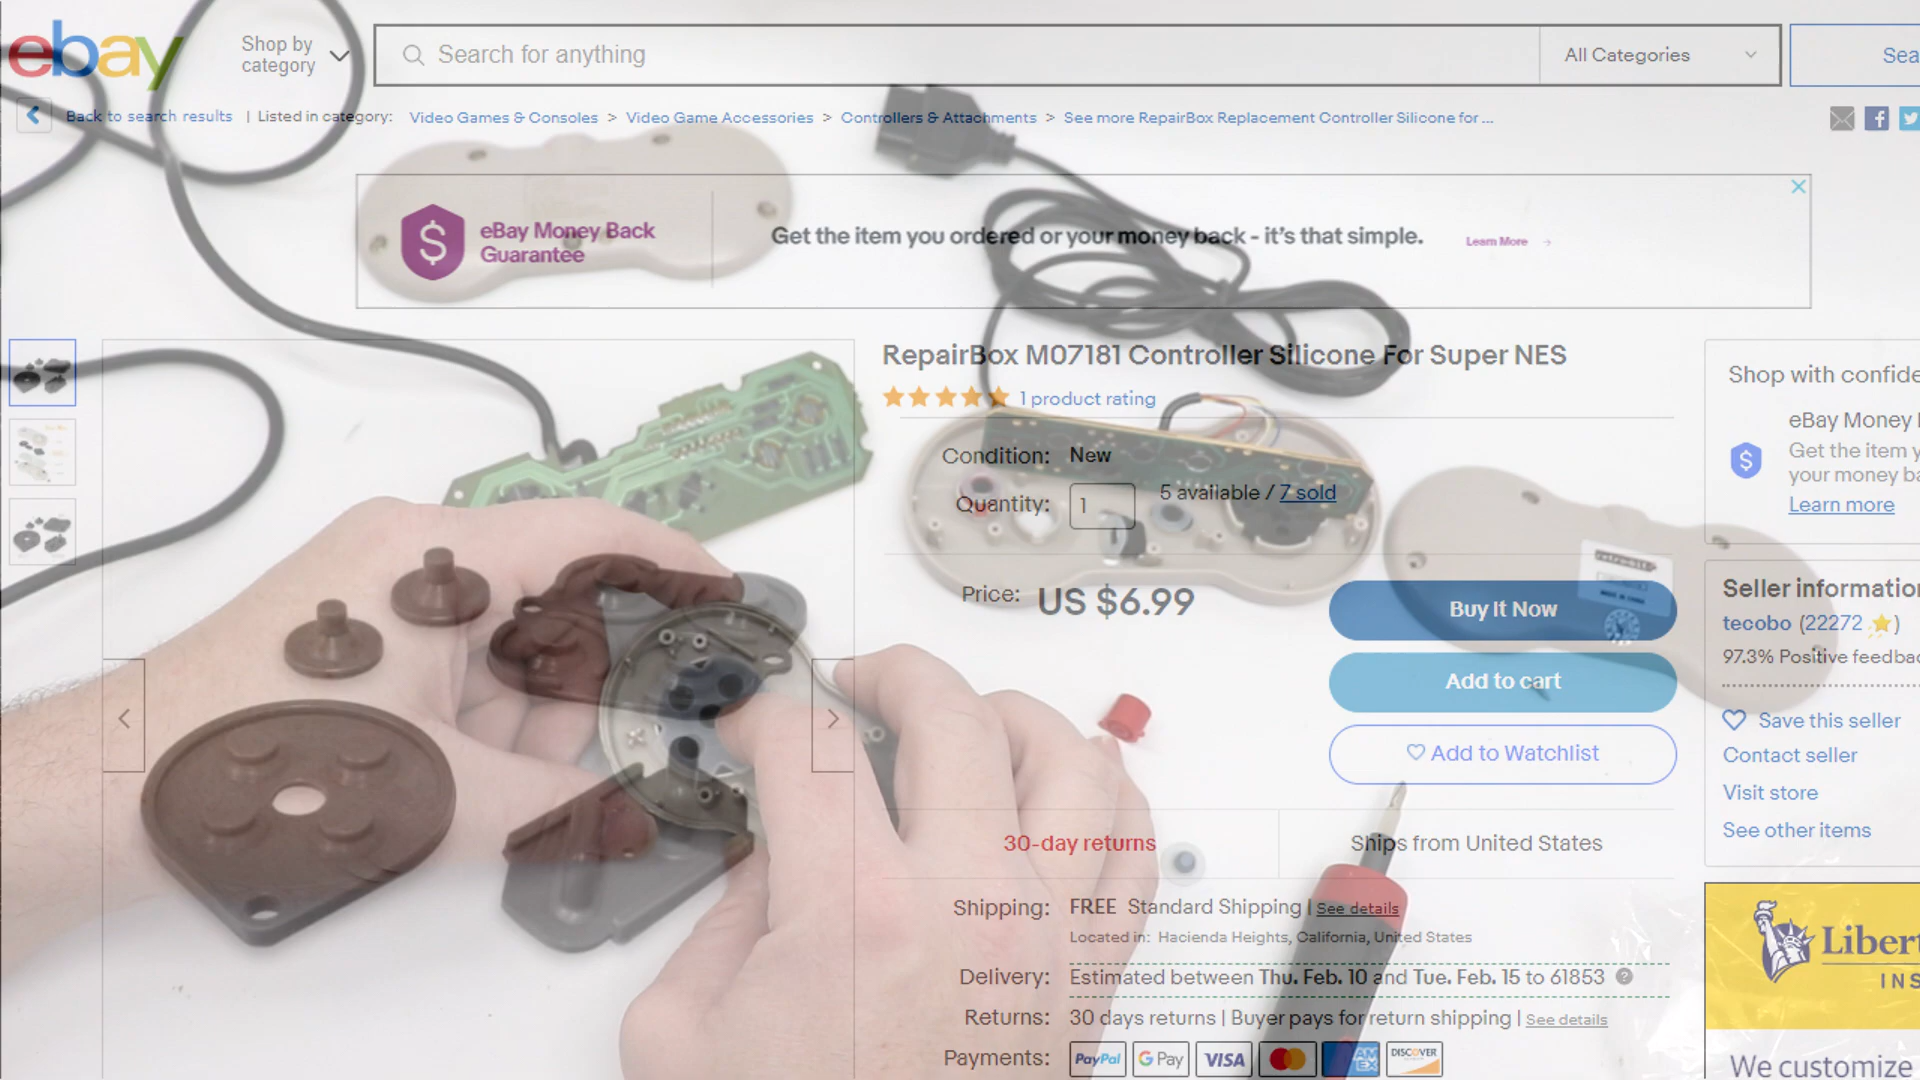 ebay
Shop by
category
Search for anything
All Categories
Back to search results | Listed in category: Video Games & Consoles > Video Game Accessories > Controllers & Attachments > See more RepairBox Replacement Controller Silicone for ...
eBay Money Back
Guarantee
Get the item you ordered or your money back - it's that simple.
Learn More
RepairBox M07181 Controller Silicone For Super NES
1 product rating
Condition: New
Quantity: 1
5 available / 7 sold
Price: US $6.99
Buy It Now
Add to cart
Add to Watchlist
30-day returns
Ships from United States
Shipping: FREE Standard Shipping | See details
Located in: Hacienda Heights, California, United States
Delivery: Estimated between Thu. Feb. 10 and Tue. Feb. 15 to 61853
Returns: 30 days returns | Buyer pays for return shipping | See details
Payments: PayPal G Pay VISA AMEX DISCOVER
Shop with
eBay Money
Get the item
your money
Learn more
Seller
tecobo (22272)
97.3% Positive
Save this seller
Contact seller
Visit store
See other items
We customize